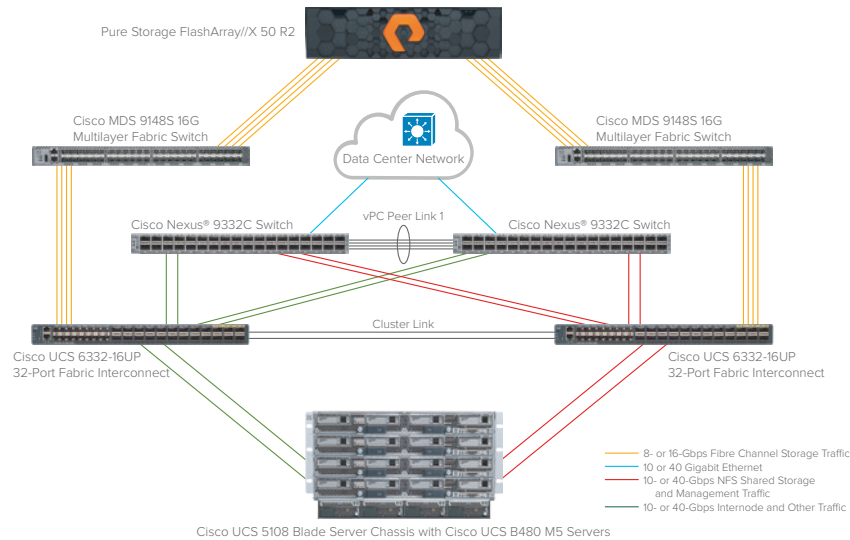 Pure Storage FlashArray//X 50 R2
Cisco MDS 9148S 16G
Multilayer Fabric Switch
Cisco MDS 9148S 16G
Multilayer Fabric Switch
Data Center Network
Cisco Nexus® 9332C Switch
vPC Peer Link 1
Cisco Nexus® 9332C Switch
Cluster Link
Cisco UCS 6332-16UP
32-Port Fabric Interconnect
Cisco UCS 6332-16UP
32-Port Fabric Interconnect
8- or 16-Gbps Fibre Channel Storage Traffic
10 or 40 Gigabit Ethernet
10- or 40-Gbps NFS Shared Storage
and Management Traffic
10- or 40-Gbps Internode and Other Traffic
Cisco UCS 5108 Blade Server Chassis with Cisco UCS B480 M5 Servers